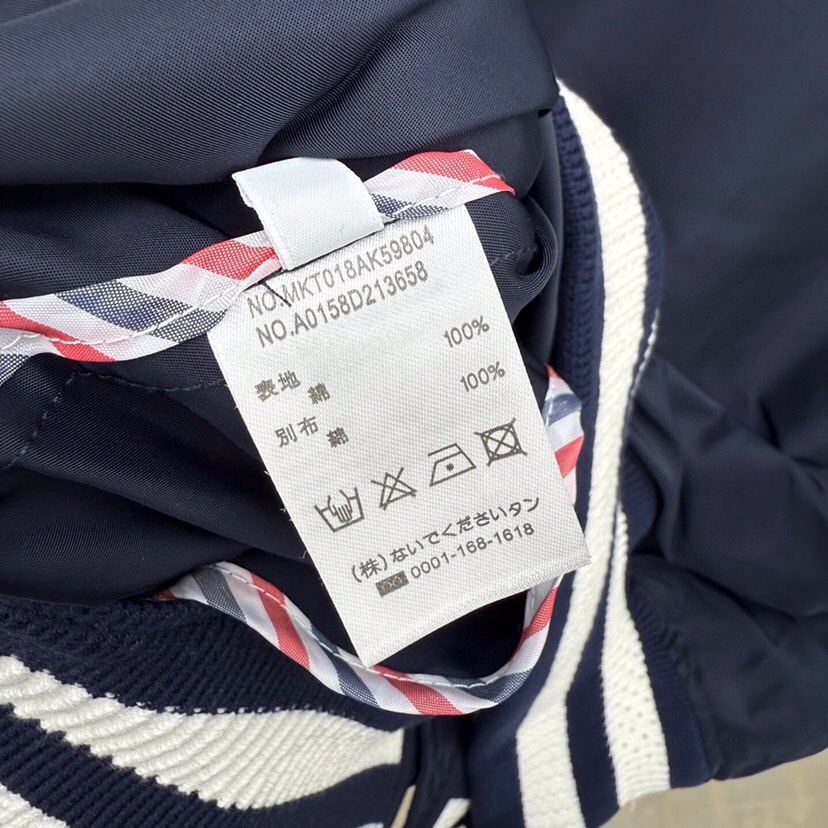 NO.MKT018AK59804
NO.A0158D213658
表地 100%
綿
別布 100%
綿
(株)ないでくださいタン
0001-168-1618